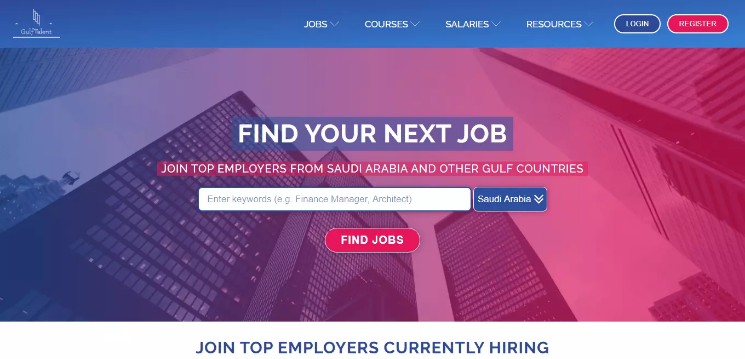 GulfTalent
JOBS
COURSES
SALARIES
RESOURCES
LOGIN
REGISTER
FIND YOUR NEXT JOB
JOIN TOP EMPLOYERS FROM SAUDI ARABIA AND OTHER GULF COUNTRIES
Enter keywords (e.g. Finance Manager, Architect)
Saudi Arabia
FIND JOBS
JOIN TOP EMPLOYERS CURRENTLY HIRING